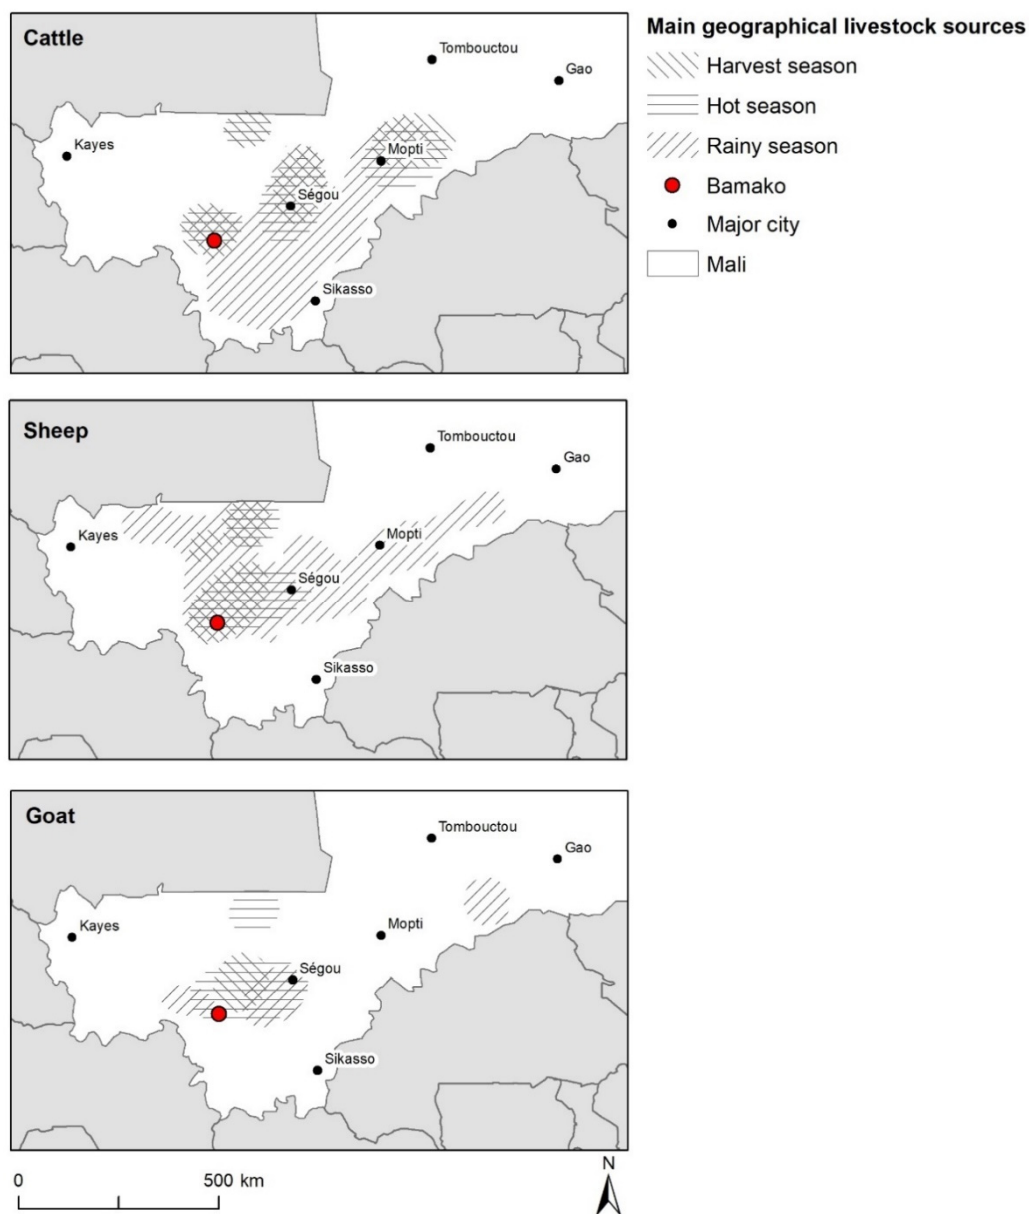 Cattle
Tombouctou
Gao
Kayes
Mopti
Ségou
Sikasso
Main geographical livestock sources
Harvest season
Hot season
Rainy season
Bamako
Major city
Mali
Sheep
Tombouctou
Gao
Kayes
Mopti
Ségou
Sikasso
Goat
Tombouctou
Gao
Kayes
Mopti
Ségou
Sikasso
0 500 km
N